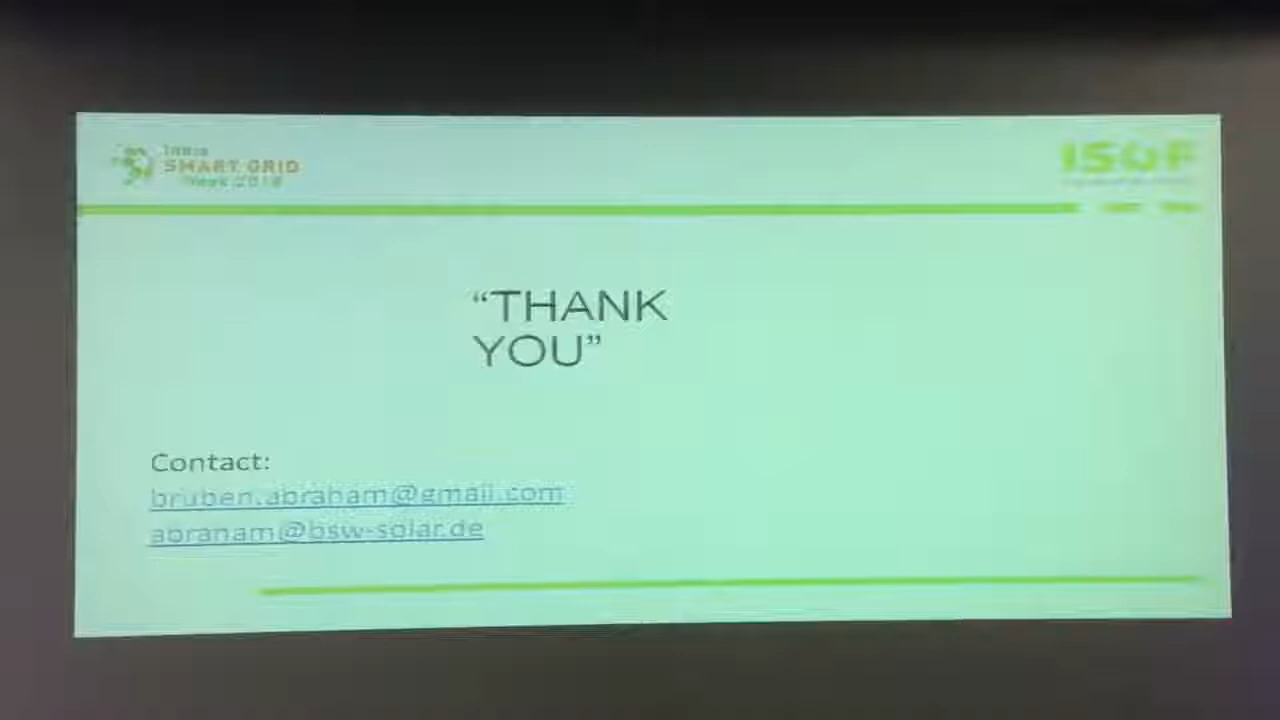 India
SMART GRID
Week 2018
ISGF
“THANK
YOU”
Contact:
bruben.abraham@gmail.com
abraham@bsw-solar.de